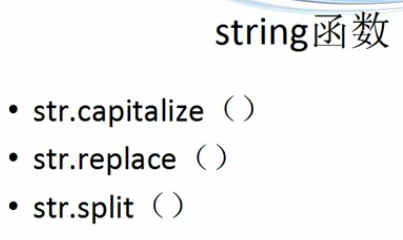 string函数
• str.capitalize（）
• str.replace（）
• str.split（）